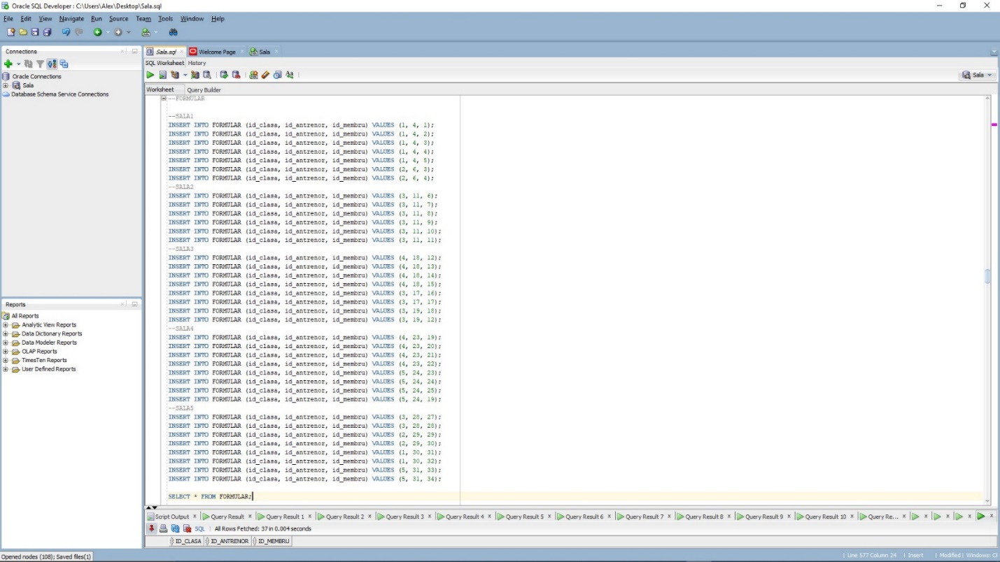 Oracle SQL Developer : C:\Users\Alex\Desktop\Sala.sql
File Edit View Navigate Run Source Team Tools Window Help
Connections
Oracle Connections
Sala
Database Schema Service Connections
Reports
All Reports
Analytic View Reports
Data Dictionary Reports
Data Modeler Reports
OLAP Reports
TimesTen Reports
User Defined Reports
Sala.sql Welcome Page Sala
SQL Worksheet History
Sala
Worksheet Query Builder
--FORMULAR
--SALA1
INSERT INTO FORMULAR (id_clasa, id_antrenor, id_membru) VALUES (1, 4, 1);
INSERT INTO FORMULAR (id_clasa, id_antrenor, id_membru) VALUES (1, 4, 2);
INSERT INTO FORMULAR (id_clasa, id_antrenor, id_membru) VALUES (1, 4, 3);
INSERT INTO FORMULAR (id_clasa, id_antrenor, id_membru) VALUES (1, 4, 4);
INSERT INTO FORMULAR (id_clasa, id_antrenor, id_membru) VALUES (1, 4, 5);
INSERT INTO FORMULAR (id_clasa, id_antrenor, id_membru) VALUES (2, 6, 3);
INSERT INTO FORMULAR (id_clasa, id_antrenor, id_membru) VALUES (2, 6, 4);
--SALA2
INSERT INTO FORMULAR (id_clasa, id_antrenor, id_membru) VALUES (3, 11, 6);
INSERT INTO FORMULAR (id_clasa, id_antrenor, id_membru) VALUES (3, 11, 7);
INSERT INTO FORMULAR (id_clasa, id_antrenor, id_membru) VALUES (3, 11, 8);
INSERT INTO FORMULAR (id_clasa, id_antrenor, id_membru) VALUES (3, 11, 9);
INSERT INTO FORMULAR (id_clasa, id_antrenor, id_membru) VALUES (3, 11, 10);
INSERT INTO FORMULAR (id_clasa, id_antrenor, id_membru) VALUES (3, 11, 11);
--SALA3
INSERT INTO FORMULAR (id_clasa, id_antrenor, id_membru) VALUES (4, 18, 12);
INSERT INTO FORMULAR (id_clasa, id_antrenor, id_membru) VALUES (4, 18, 13);
INSERT INTO FORMULAR (id_clasa, id_antrenor, id_membru) VALUES (4, 18, 14);
INSERT INTO FORMULAR (id_clasa, id_antrenor, id_membru) VALUES (4, 18, 15);
INSERT INTO FORMULAR (id_clasa, id_antrenor, id_membru) VALUES (3, 17, 16);
INSERT INTO FORMULAR (id_clasa, id_antrenor, id_membru) VALUES (3, 17, 17);
INSERT INTO FORMULAR (id_clasa, id_antrenor, id_membru) VALUES (3, 19, 18);
INSERT INTO FORMULAR (id_clasa, id_antrenor, id_membru) VALUES (3, 19, 12);
--SALA4
INSERT INTO FORMULAR (id_clasa, id_antrenor, id_membru) VALUES (4, 23, 19);
INSERT INTO FORMULAR (id_clasa, id_antrenor, id_membru) VALUES (4, 23, 20);
INSERT INTO FORMULAR (id_clasa, id_antrenor, id_membru) VALUES (4, 23, 21);
INSERT INTO FORMULAR (id_clasa, id_antrenor, id_membru) VALUES (4, 23, 22);
INSERT INTO FORMULAR (id_clasa, id_antrenor, id_membru) VALUES (5, 24, 23);
INSERT INTO FORMULAR (id_clasa, id_antrenor, id_membru) VALUES (5, 24, 24);
INSERT INTO FORMULAR (id_clasa, id_antrenor, id_membru) VALUES (5, 24, 25);
INSERT INTO FORMULAR (id_clasa, id_antrenor, id_membru) VALUES (5, 24, 19);
--SALA5
INSERT INTO FORMULAR (id_clasa, id_antrenor, id_membru) VALUES (3, 28, 27);
INSERT INTO FORMULAR (id_clasa, id_antrenor, id_membru) VALUES (3, 28, 28);
INSERT INTO FORMULAR (id_clasa, id_antrenor, id_membru) VALUES (2, 29, 29);
INSERT INTO FORMULAR (id_clasa, id_antrenor, id_membru) VALUES (2, 29, 30);
INSERT INTO FORMULAR (id_clasa, id_antrenor, id_membru) VALUES (1, 30, 31);
INSERT INTO FORMULAR (id_clasa, id_antrenor, id_membru) VALUES (1, 30, 32);
INSERT INTO FORMULAR (id_clasa, id_antrenor, id_membru) VALUES (5, 31, 33);
INSERT INTO FORMULAR (id_clasa, id_antrenor, id_membru) VALUES (5, 31, 34);
SELECT * FROM FORMULAR;
Script Output x Query Result x Query Result 1 x Query Result 2 x Query Result 3 x Query Result 4 x Query Result 5 x Query Result 6 x Query Result 7 x Query Result 8 x Query Result 9 x Query Result 10 x Query Re... x x x x x
SQL | All Rows Fetched: 37 in 0.004 seconds
ID_CLASA ID_ANTRENOR ID_MEMBRU
Opened nodes (108); Saved files(1) | Line 577 Column 24 | Insert | Modified | Windows: Cl